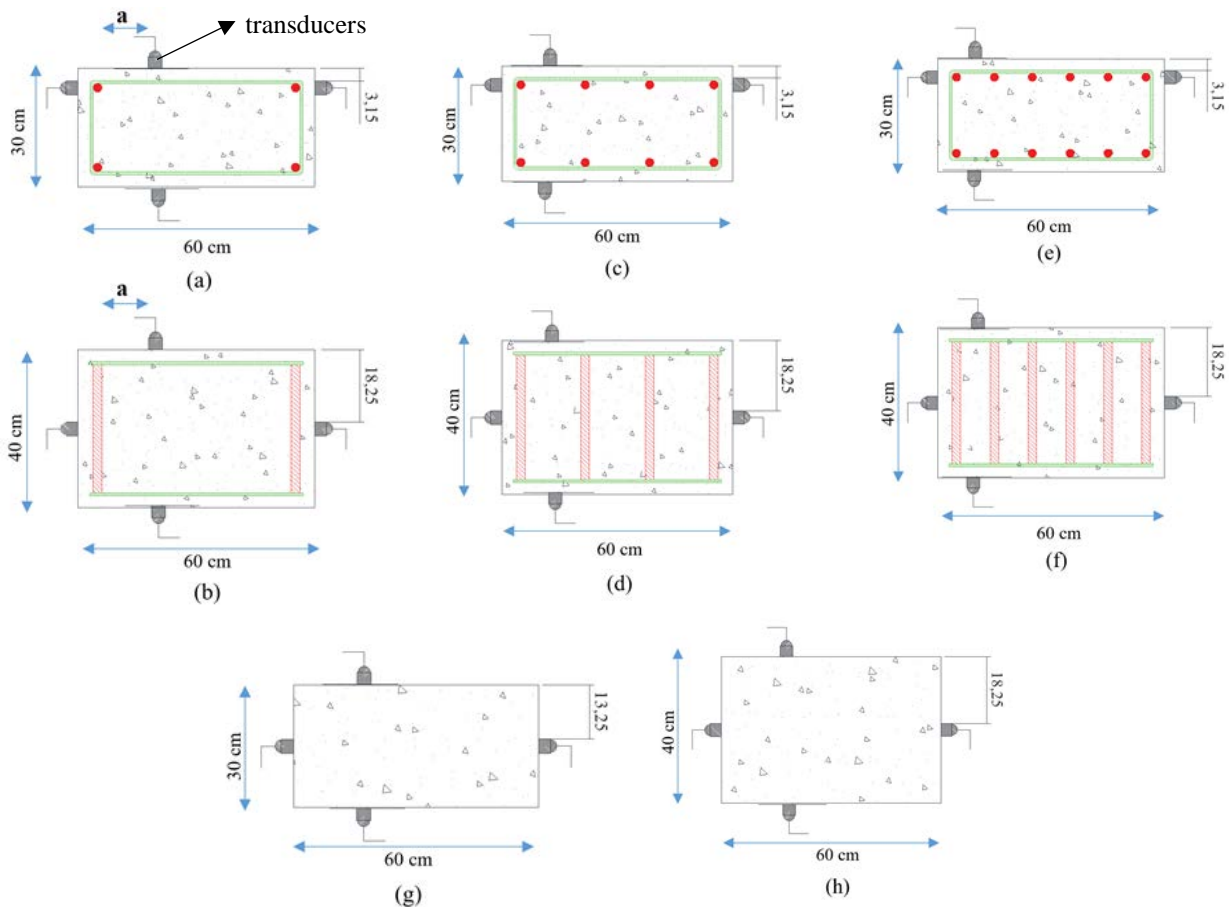 a
transducers
30 cm
3,15
60 cm
(a)
30 cm
3,15
60 cm
(c)
30 cm
3,15
60 cm
(e)
a
40 cm
18,25
60 cm
(b)
40 cm
18,25
60 cm
(d)
40 cm
18,25
60 cm
(f)
30 cm
13,25
60 cm
(g)
40 cm
18,25
60 cm
(h)